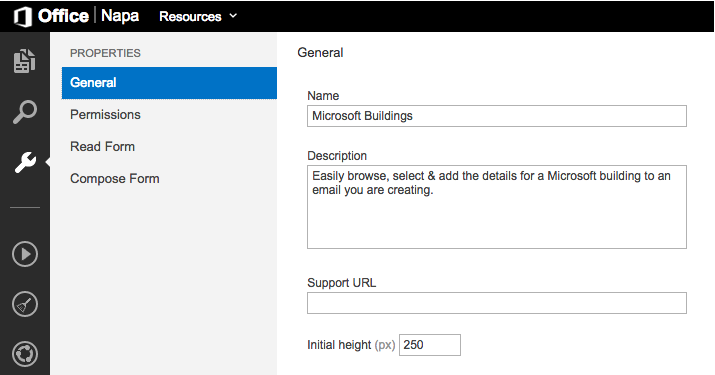 Office | Napa Resources
PROPERTIES
General
Permissions
Read Form
Compose Form
General
Name
Microsoft Buildings
Description
Easily browse, select & add the details for a Microsoft building to an
email you are creating.
Support URL
Initial height (px) 250